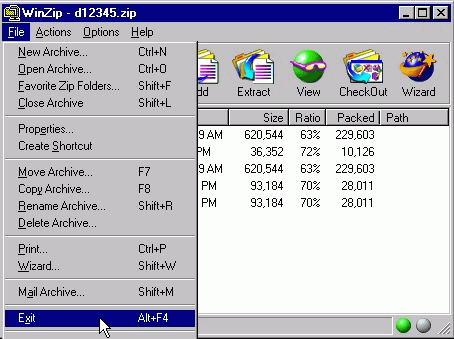 WinZip - d12345.zip
File Actions Options Help
New Archive... Ctrl+N
Open Archive... Ctrl+O
Favorite Zip Folders... Shift+F
Close Archive Shift+L
Properties...
Create Shortcut
Move Archive... F7
Copy Archive... F8
Rename Archive... Shift+R
Delete Archive...
Print... Ctrl+P
Wizard... Shift+W
Mail Archive... Shift+M
Exit Alt+F4
dd Extract View CheckOut Wizard
Size Ratio Packed Path
9 AM 620,544 63% 229,603
PM 36,352 72% 10,126
9 AM 620,544 63% 229,603
PM 93,184 70% 28,011
PM 93,184 70% 28,011